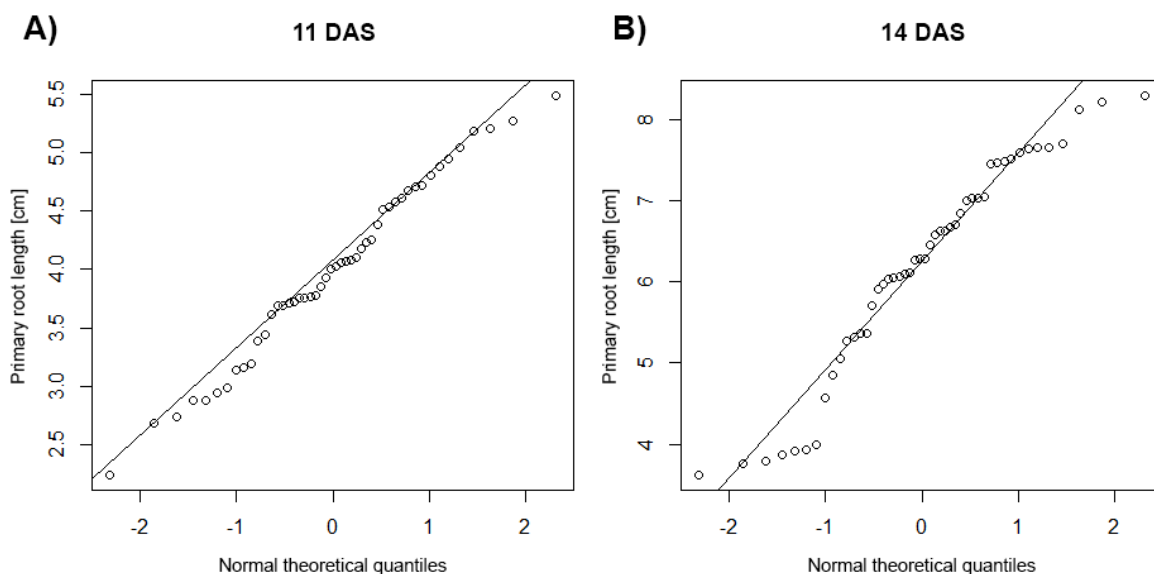 A) 11 DAS
Primary root length [cm]
5.5
5.0
4.5
4.0
3.5
3.0
2.5
-2 -1 0 1 2
Normal theoretical quantiles
B) 14 DAS
Primary root length [cm]
8
7
6
5
4
-2 -1 0 1 2
Normal theoretical quantiles